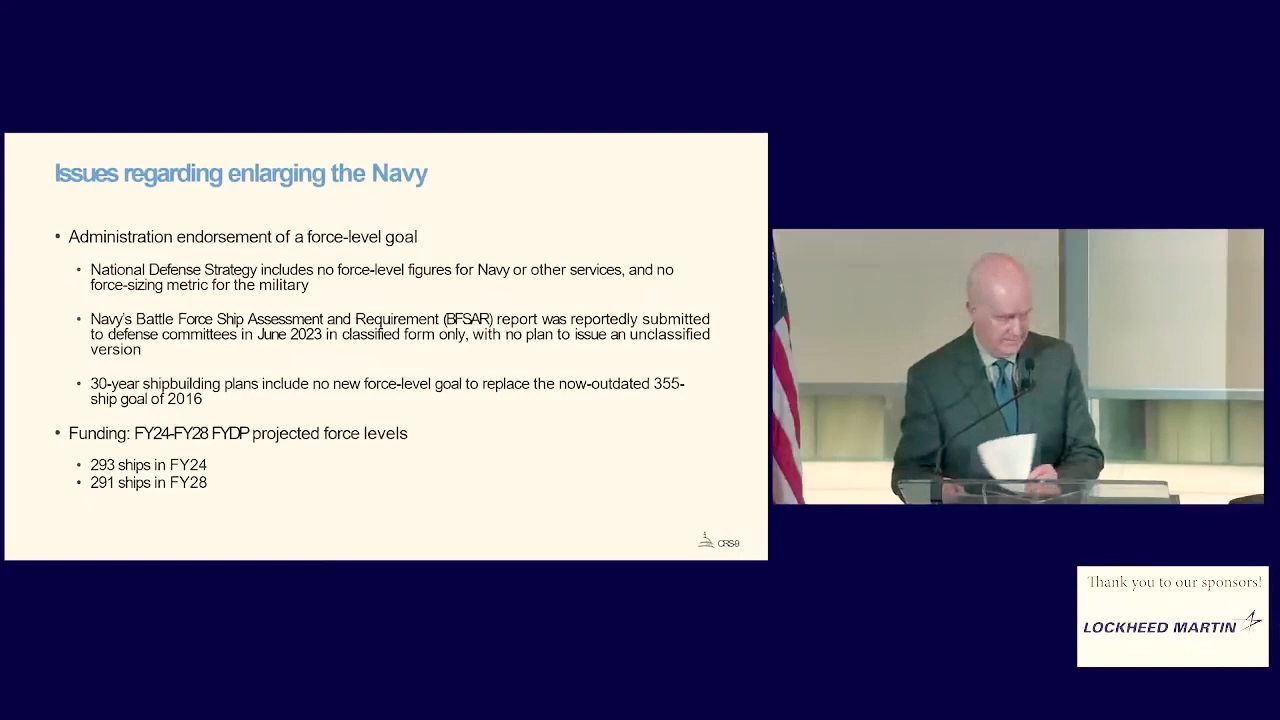 Issues regarding enlarging the Navy
• Administration endorsement of a force-level goal
• National Defense Strategy includes no force-level figures for Navy or other services, and no
force-sizing metric for the military
• Navy's Battle Force Ship Assessment and Requirement (BFSAR) report was reportedly submitted
to defense committees in June 2023 in classified form only, with no plan to issue an unclassified
version
• 30-year shipbuilding plans include no new force-level goal to replace the now-outdated 355-
ship goal of 2016
• Funding: FY24-FY28 FYDP projected force levels
• 293 ships in FY24
• 291 ships in FY28
CRS-9
Thank you to our sponsors!
LOCKHEED MARTIN